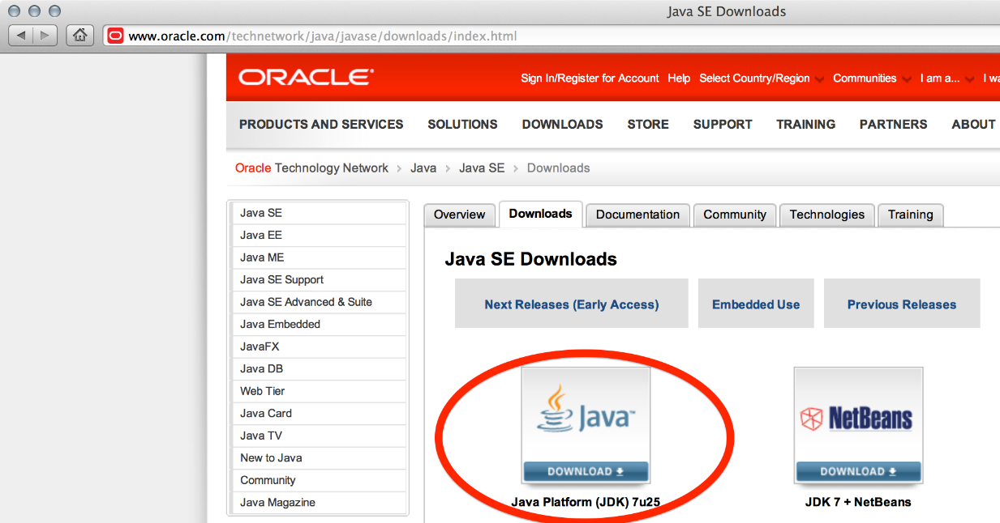 Java SE Downloads
www.oracle.com/technetwork/java/javase/downloads/index.html
ORACLE
Sign In/Register for Account Help Select Country/Region Communities I am a... I wa
PRODUCTS AND SERVICES SOLUTIONS DOWNLOADS STORE SUPPORT TRAINING PARTNERS ABOUT
Oracle Technology Network > Java > Java SE > Downloads
Java SE
Java EE
Java ME
Java SE Support
Java SE Advanced & Suite
Java Embedded
JavaFX
Java DB
Web Tier
Java Card
Java TV
New to Java
Community
Java Magazine
Overview Downloads Documentation Community Technologies Training
Java SE Downloads
Next Releases (Early Access) Embedded Use Previous Releases
Java™ NetBeans
DOWNLOAD DOWNLOAD
Java Platform (JDK) 7u25 JDK 7 + NetBeans